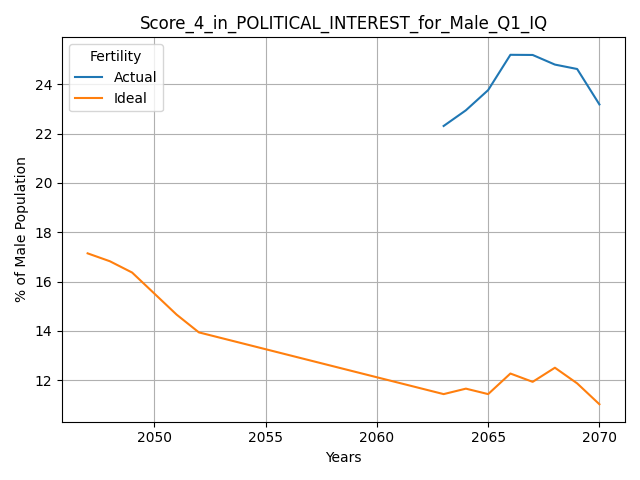 Score_4_in_POLITICAL_INTEREST_for_Male_Q1_IQ
Fertility
Actual
Ideal
% of Male Population
24
22
20
18
16
14
12
2050 2055 2060 2065 2070
Years